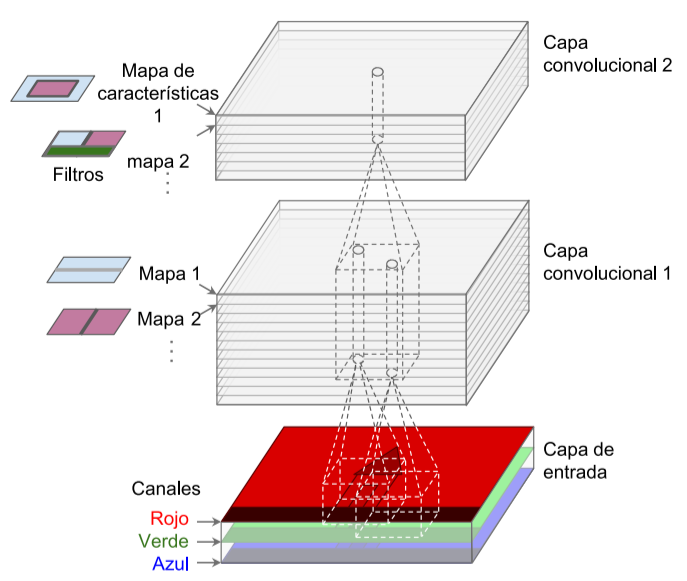 Capa
convolucional 2
Mapa de
característificas
1
mapa 2
Filtros
Capa
convolucional 1
Mapa 1
Mapa 2
Capa de
entrada
Canales
Rojo
Verde
Azul